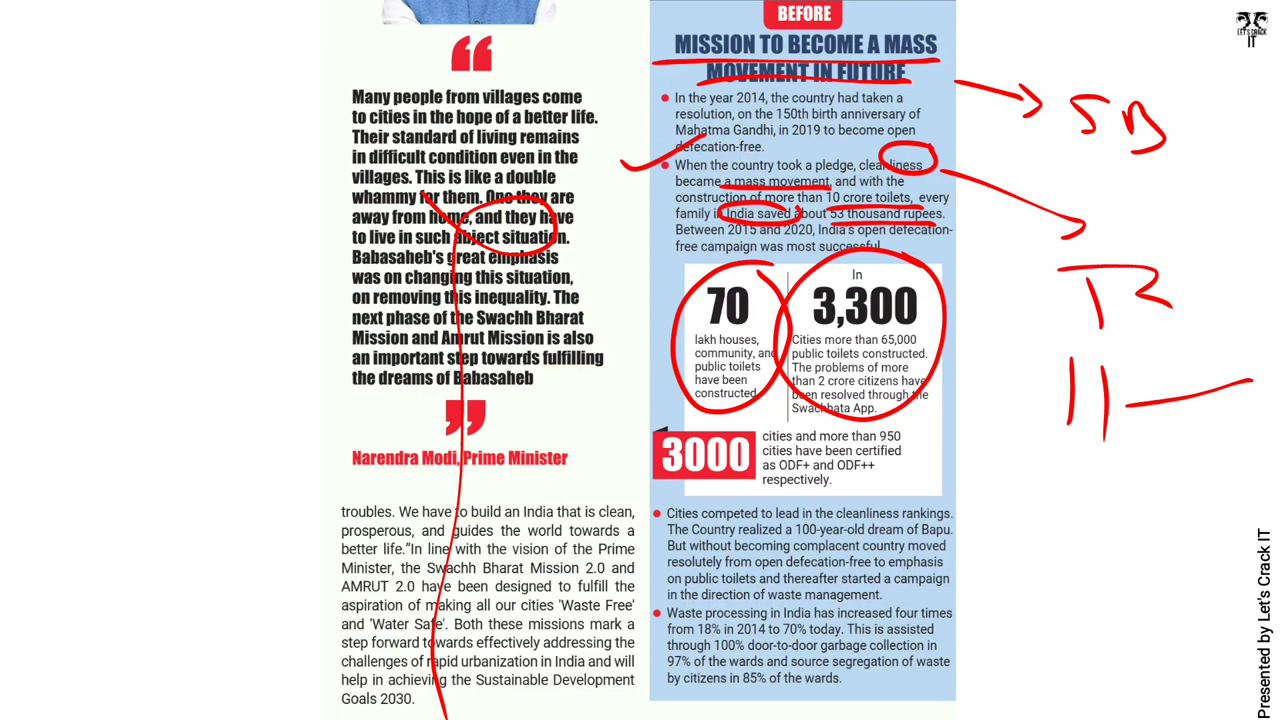 Many people from villages come
to cities in the hope of a better life.
Their standard of living remains
in difficult condition even in the
villages. This is like a double
whammy for them. One they are
away from home, and they have
to live in such abject situation.
Babasaheb's great emphasis
was on changing this situation,
on removing this inequality. The
next phase of the Swachh Bharat
Mission and Amrut Mission is also
an important step towards fulfilling
the dreams of Babasaheb
Narendra Modi, Prime Minister
troubles. We have to build an India that is clean,
prosperous, and guides the world towards a
better life."In line with the vision of the Prime
Minister, the Swachh Bharat Mission 2.0 and
AMRUT 2.0 have been designed to fulfill the
aspiration of making all our cities 'Waste Free'
and 'Water Safe'. Both these missions mark a
step forward towards effectively addressing the
challenges of rapid urbanization in India and will
help in achieving the Sustainable Development
Goals 2030.
BEFORE
MISSION TO BECOME A MASS
MOVEMENT IN FUTURE
In the year 2014, the country had taken a
resolution, on the 150th birth anniversary of
Mahatma Gandhi, in 2019 to become open
defecation-free.
When the country took a pledge, cleanliness
became a mass movement, and with the
construction of more than 10 crore toilets, every
family in India saved about 53 thousand rupees.
Between 2015 and 2020, India's open defecation-
free campaign was most successful
70
lakh houses,
community, and
public toilets
have been
constructed
In
3,300
Cities more than 65,000
public toilets constructed.
The problems of more
than 2 crore citizens have
been resolved through the
Swachhata App.
3000
cities and more than 950
cities have been certified
as ODF+ and ODF++
respectively.
Cities competed to lead in the cleanliness rankings.
The Country realized a 100-year-old dream of Bapu.
But without becoming complacent country moved
resolutely from open defecation-free to emphasis
on public toilets and thereafter started a campaign
in the direction of waste management.
Waste processing in India has increased four times
from 18% in 2014 to 70% today. This is assisted
through 100% door-to-door garbage collection in
97% of the wards and source segregation of waste
by citizens in 85% of the wards.
SB
LET'S CRACK
IT
Presented by Let's Crack IT